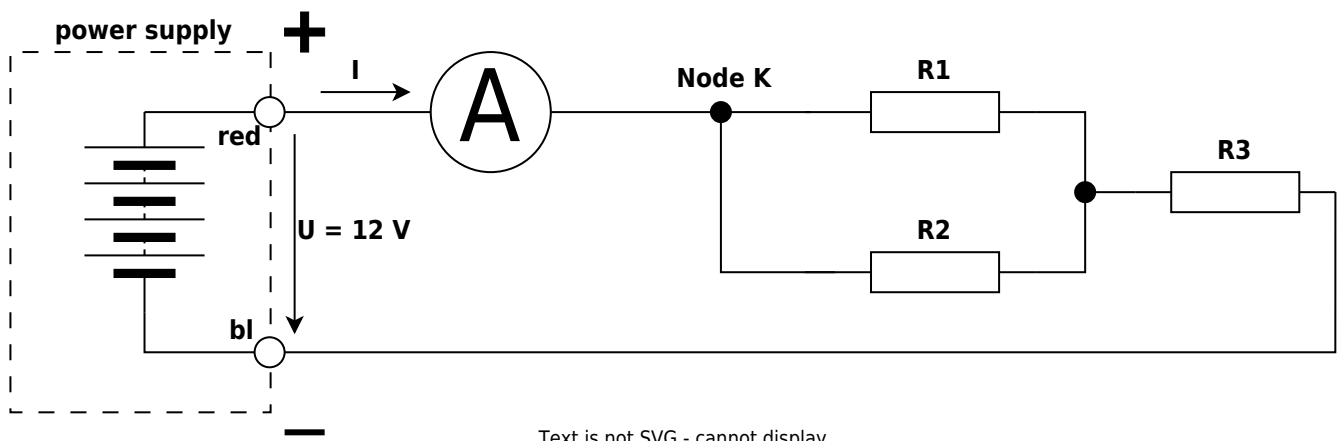 power supply
+
I
A
Node K
R1
red
R3
U = 12 V
R2
bl
−
Text is not SVG - cannot display